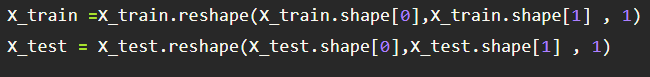 X_train =X_train.reshape(X_train.shape[0],X_train.shape[1] , 1)
X_test = X_test.reshape(X_test.shape[0],X_test.shape[1] , 1)